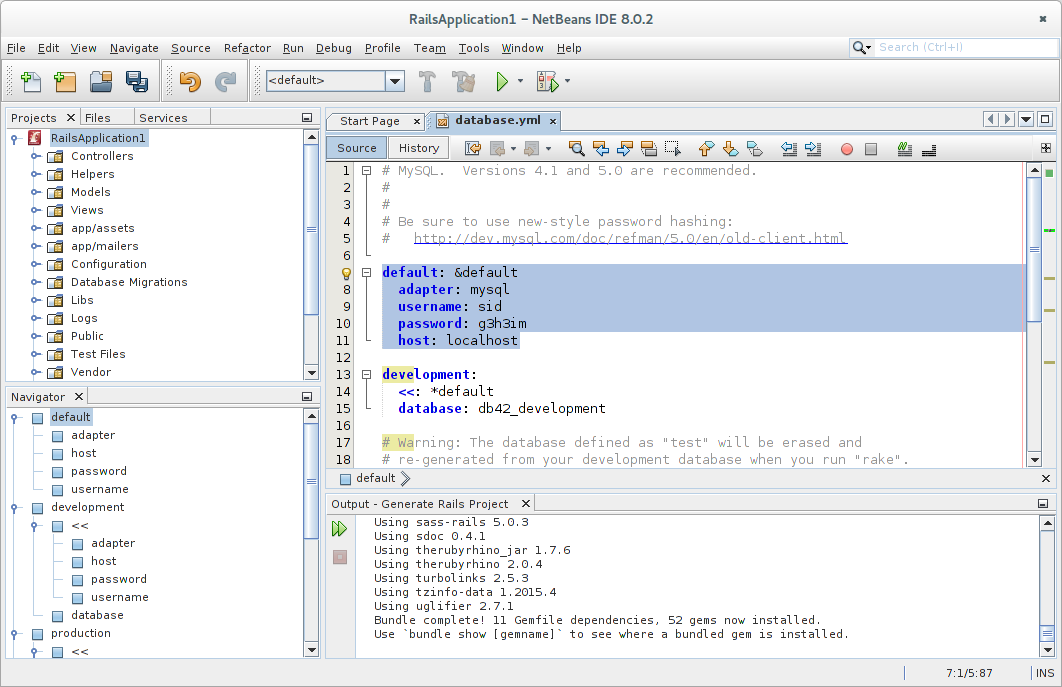 RailsApplication1 – NetBeans IDE 8.0.2
File Edit View Navigate Source Refactor Run Debug Profile Team Tools Window Help
Search (Ctrl+I)
<default>
Projects Files Services
RailsApplication1
Controllers
Helpers
Models
Views
app/assets
app/mailers
Configuration
Database Migrations
Libs
Logs
Public
Test Files
Vendor
Navigator
default
adapter
host
password
username
development
<<
adapter
host
password
username
database
production
<<
Start Page database.yml
Source History
1 # MySQL.  Versions 4.1 and 5.0 are recommended.
2 #
3 #
4 # Be sure to use new-style password hashing:
5 #   http://dev.mysql.com/doc/refman/5.0/en/old-client.html
6
default: &default
8   adapter: mysql
9   username: sid
10   password: g3h3im
11   host: localhost
12
13 development:
14   <<: *default
15   database: db42_development
16
17 # Warning: The database defined as "test" will be erased and
18 # re-generated from your development database when you run "rake".
default
Output - Generate Rails Project
Using sass-rails 5.0.3
Using sdoc 0.4.1
Using therubyrhino_jar 1.7.6
Using therubyrhino 2.0.4
Using turbolinks 2.5.3
Using tzinfo-data 1.2015.4
Using uglifier 2.7.1
Bundle complete! 11 Gemfile dependencies, 52 gems now installed.
Use `bundle show [gemname]` to see where a bundled gem is installed.
7:1/5:87 INS